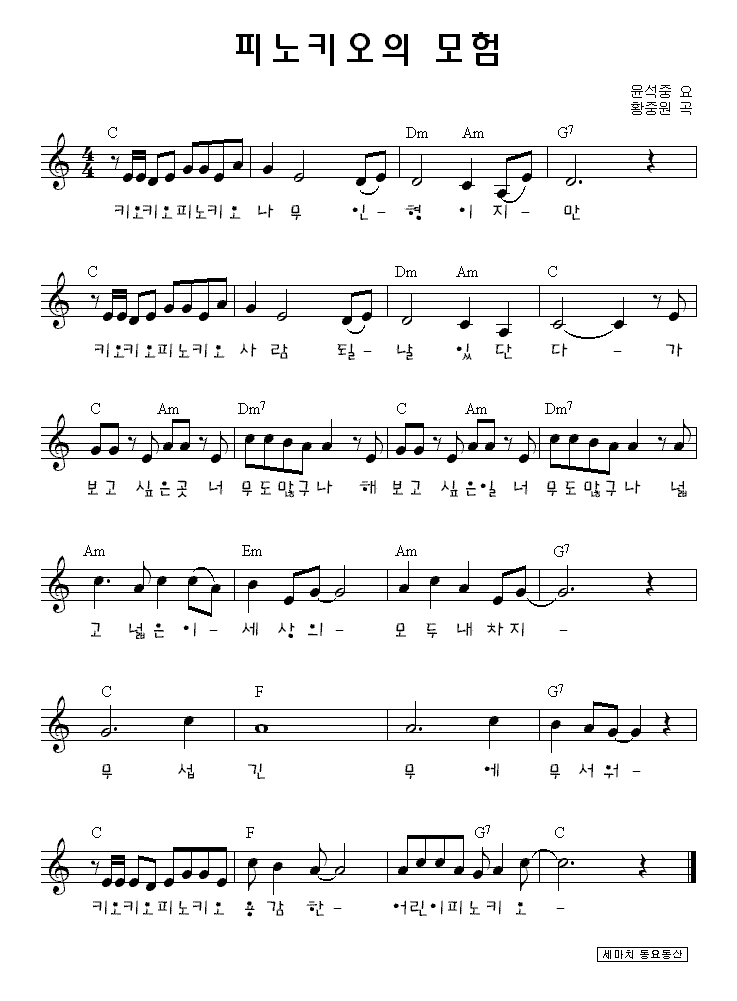 피노키오의 모험
윤석중 요
황중원 곡
C Dm Am G7
4
4
키오키오피노키오 나 무 인- 형 이 지- 만
C Dm Am C
키오키오피노키오 사 람 될- 날 있 단 다 - 가
C Am Dm7 C Am Dm7
보고 싶은곳 너 무도많구나 해 보고 싶은일 너 무도많구나 넓
Am Em Am G7
고 넓은 이- 세 상 의- 모 두 내 차 지 -
C F G7
무 섭 긴 무 에 무 서 워-
C F G7 C
키오키오피노키오 용 감 한- 어린이피노키 오 -
세마치 동요동산